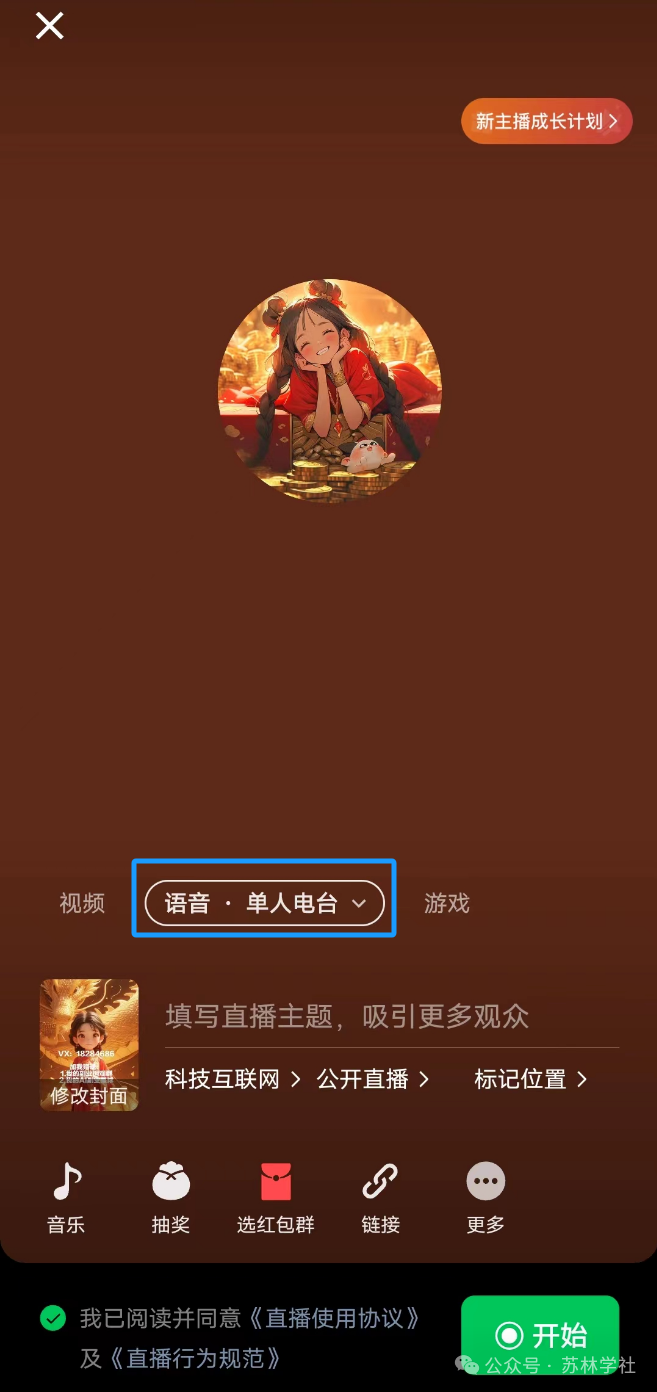 新主播成长计划
视频 语音 · 单人电台 游戏
填写直播主题，吸引更多观众
VX: 18284686
修改封面
科技互联网 公开直播 标记位置
音乐 抽奖 选红包群 链接 更多
我已阅读并同意《直播使用协议》
及《直播行为规范》
开始
公众号 · 苏林学社